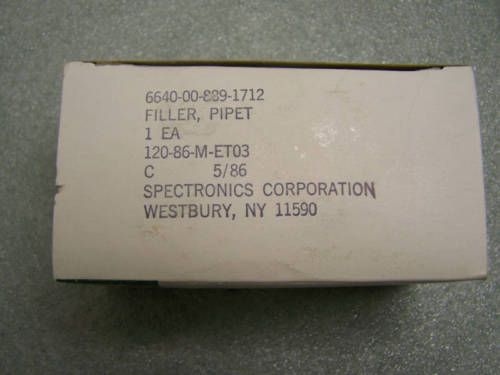 6640-00-889-1712
FILLER, PIPET
1 EA
120-86-M-ET03
C 5/86
SPECTRONICS CORPORATION
WESTBURY, NY 11590